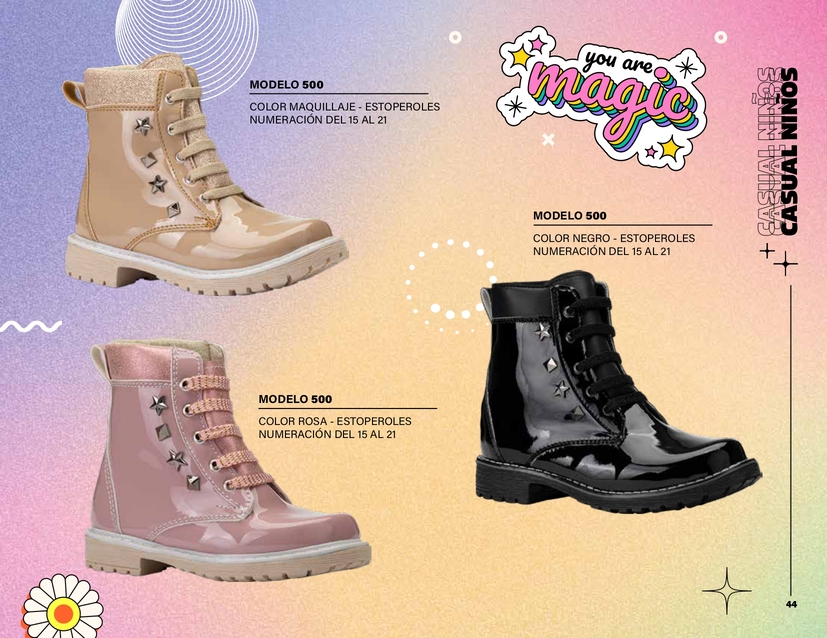 MODELO 500
COLOR MAQUILLAJE - ESTOPEROLES
NUMERACIÓN DEL 15 AL 21
you are
magic
CASUAL NIÑOS
CASUAL NIÑOS
MODELO 500
COLOR NEGRO - ESTOPEROLES
NUMERACIÓN DEL 15 AL 21
MODELO 500
COLOR ROSA - ESTOPEROLES
NUMERACIÓN DEL 15 AL 21
44